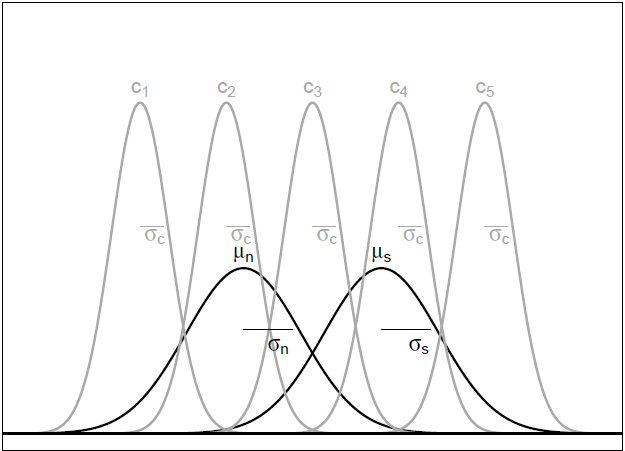 c₁ c₂ c₃ c₄ c₅
σc σc σc σc σc
μn μs
σn σs